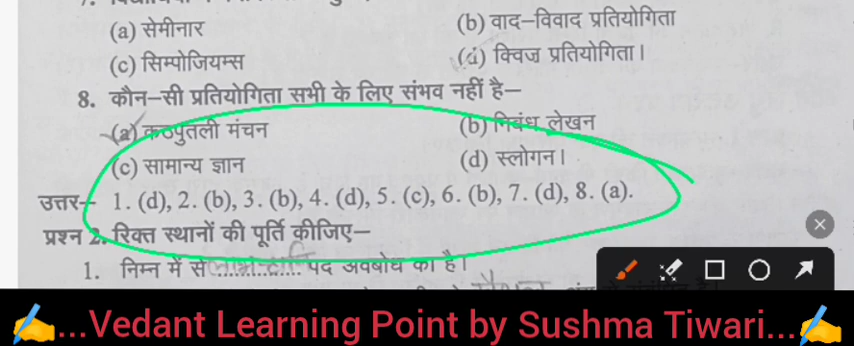 (a) सेमीनार (b) वाद-विवाद प्रतियोगिता
(c) सिम्पोजियम्स (d) क्विज प्रतियोगिता।
8. कौन-सी प्रतियोगिता सभी के लिए संभव नहीं है-
(a) कठपुतली मंचन (b) निबंध लेखन
(c) सामान्य ज्ञान (d) स्लोगन।
उत्तर- 1. (d), 2. (b), 3. (b), 4. (d), 5. (c), 6. (b), 7. (d), 8. (a).
प्रश्न 2. रिक्त स्थानों की पूर्ति कीजिए-
1. निम्न में से .................. पद अवबोध का है।
✍️...Vedant Learning Point by Sushma Tiwari...✍️